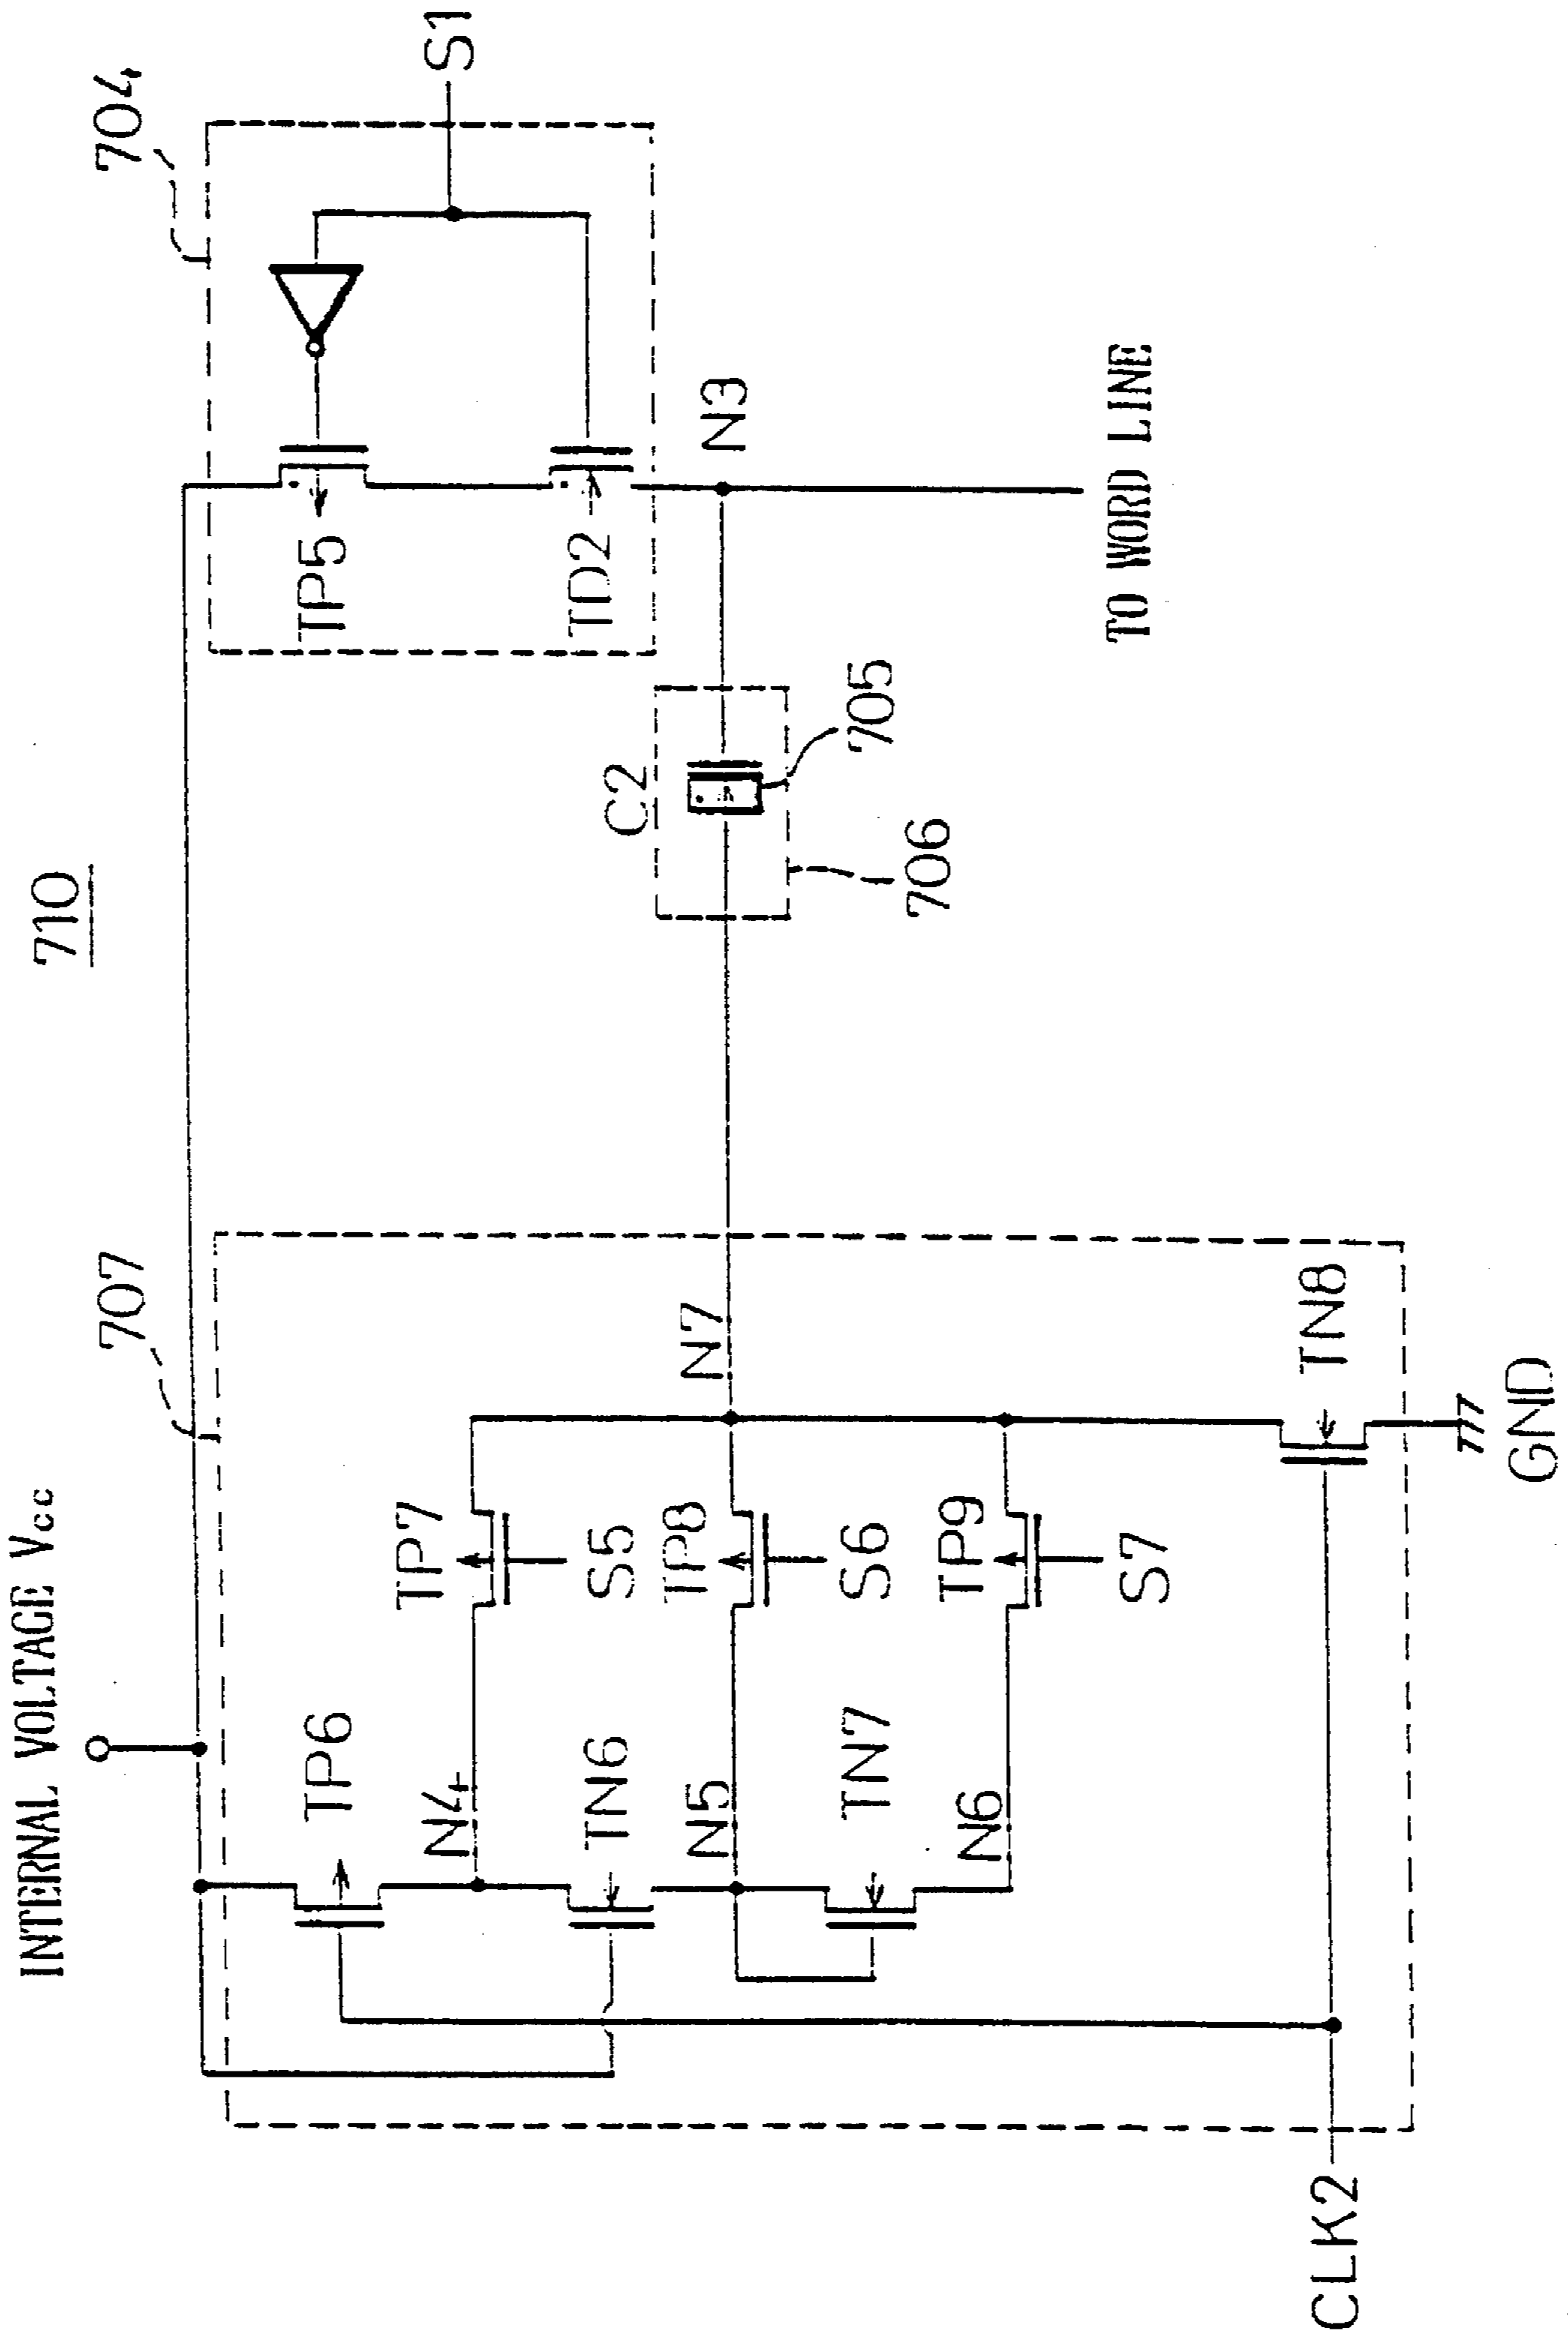 710
INTERNAL VOLTAGE Vcc
707
704
TP6
TP7
TP5
S1
N4
S5
TN6
TD2
C2
N5
TP8
N7
N3
S6
705
TN7
706
N6
TP9
S7
TO WORD LINE
CLK2
TN8
GND